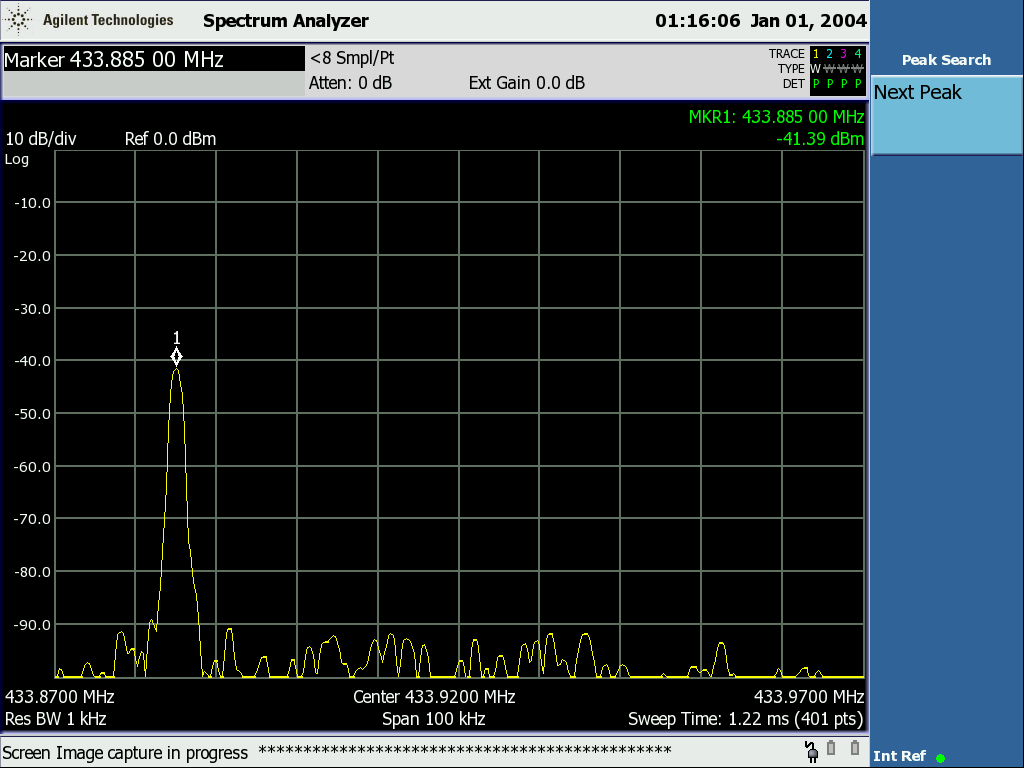 Agilent Technologies Spectrum Analyzer 01:16:06 Jan 01, 2004
Peak Search
Marker 433.885 00 MHz <8 Smpl/Pt TRACE 1 2 3 4
TYPE W W W W
Atten: 0 dB Ext Gain 0.0 dB DET P P P P
Next Peak
MKR1: 433.885 00 MHz
10 dB/div Ref 0.0 dBm -41.39 dBm
Log
-10.0
-20.0
-30.0
1
-40.0
-50.0
-60.0
-70.0
-80.0
-90.0
433.8700 MHz Center 433.9200 MHz 433.9700 MHz
Res BW 1 kHz Span 100 kHz Sweep Time: 1.22 ms (401 pts)
Screen Image capture in progress **********************************************
Int Ref